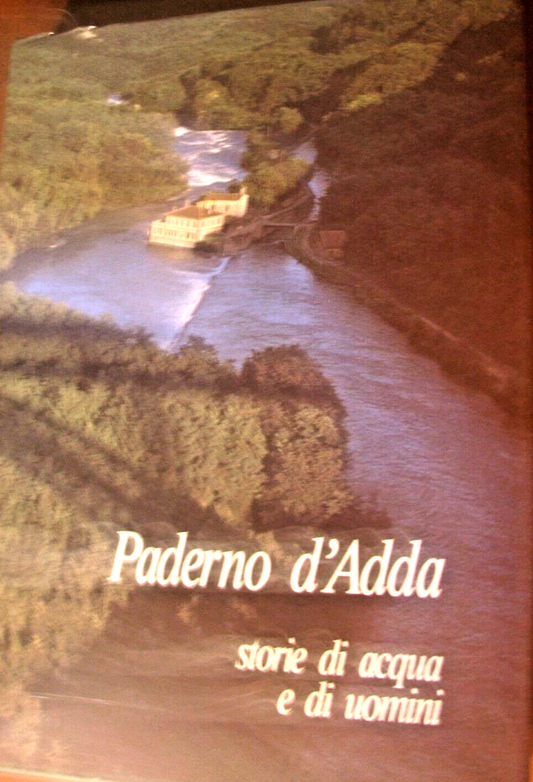 Paderno d'Adda
storie di acqua
e di uomini